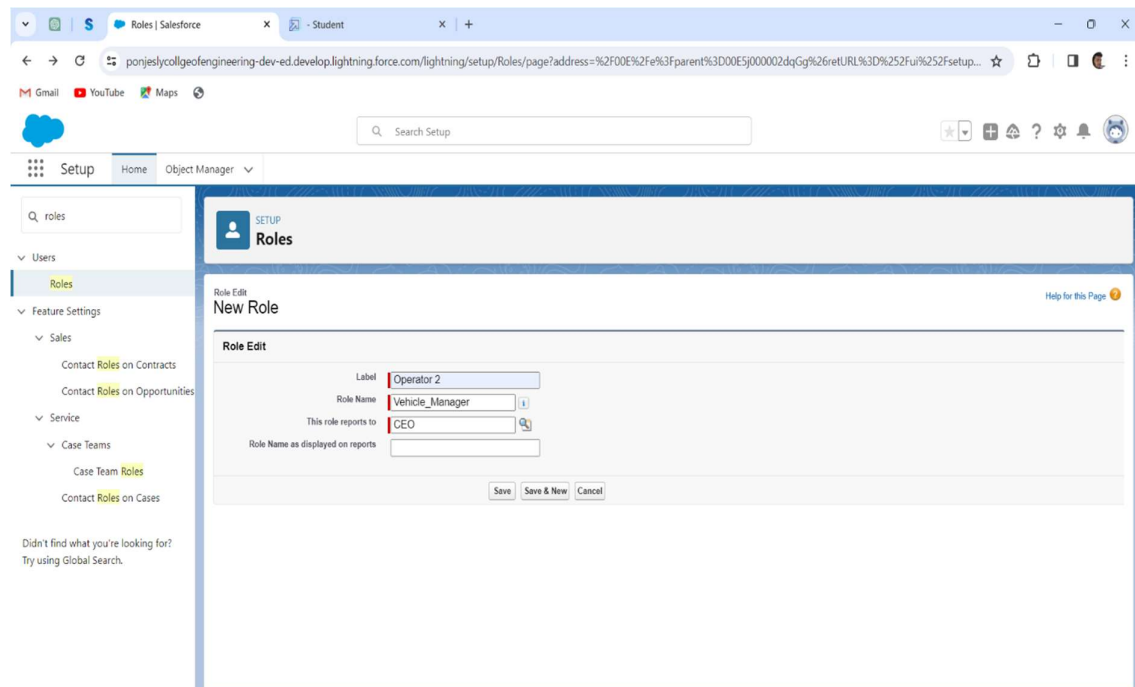 Roles | Salesforce
- Student
ponjeslycollgeofengineering-dev-ed.develop.lightning.force.com/lightning/setup/Roles/page?address=%2F00E%2Fe%3Fparent%3D00E5j000002dqGg%26retURL%3D%252Fui%252Fsetup...
Gmail YouTube Maps
Search Setup
Setup Home Object Manager
roles
Users
Roles
Feature Settings
Sales
Contact Roles on Contracts
Contact Roles on Opportunities
Service
Case Teams
Case Team Roles
Contact Roles on Cases
Didn't find what you're looking for?
Try using Global Search.
SETUP
Roles
Role Edit
New Role
Help for this Page
Role Edit
Label Operator 2
Role Name Vehicle_Manager
This role reports to CEO
Role Name as displayed on reports
Save Save & New Cancel